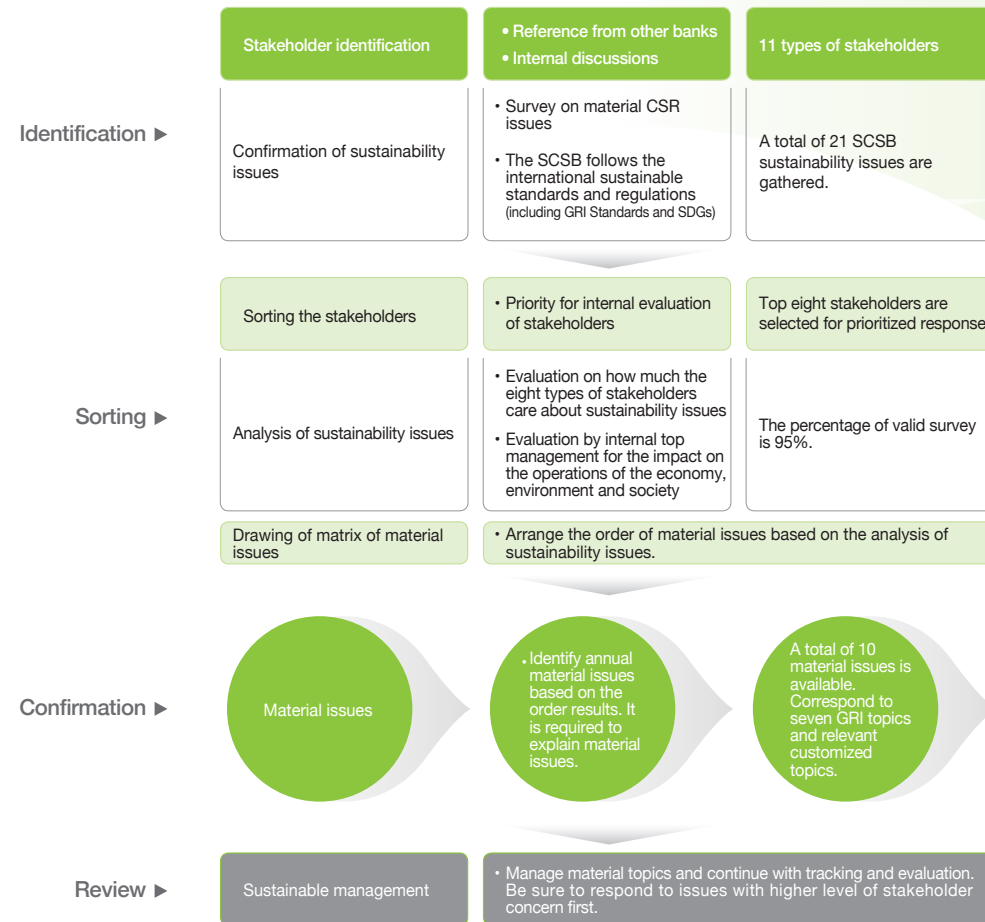 Identification ▶
Stakeholder identification
• Reference from other banks
• Internal discussions
11 types of stakeholders
Confirmation of sustainability
issues
• Survey on material CSR
issues
• The SCSB follows the
international sustainable
standards and regulations
(including GRI Standards and SDGs)
A total of 21 SCSB
sustainability issues are
gathered.
Sorting ▶
Sorting the stakeholders
• Priority for internal evaluation
of stakeholders
Top eight stakeholders are
selected for prioritized response
Analysis of sustainability issues
• Evaluation on how much the
eight types of stakeholders
care about sustainability issues
• Evaluation by internal top
management for the impact on
the operations of the economy,
environment and society
The percentage of valid survey
is 95%.
Drawing of matrix of material
issues
• Arrange the order of material issues based on the analysis of
sustainability issues.
Confirmation ▶
Material issues
• Identify annual
material issues
based on the
order results. It
is required to
explain material
issues.
A total of 10
material issues is
available.
Correspond to
seven GRI topics
and relevant
customized
topics.
Review ▶
Sustainable management
• Manage material topics and continue with tracking and evaluation.
Be sure to respond to issues with higher level of stakeholder
concern first.